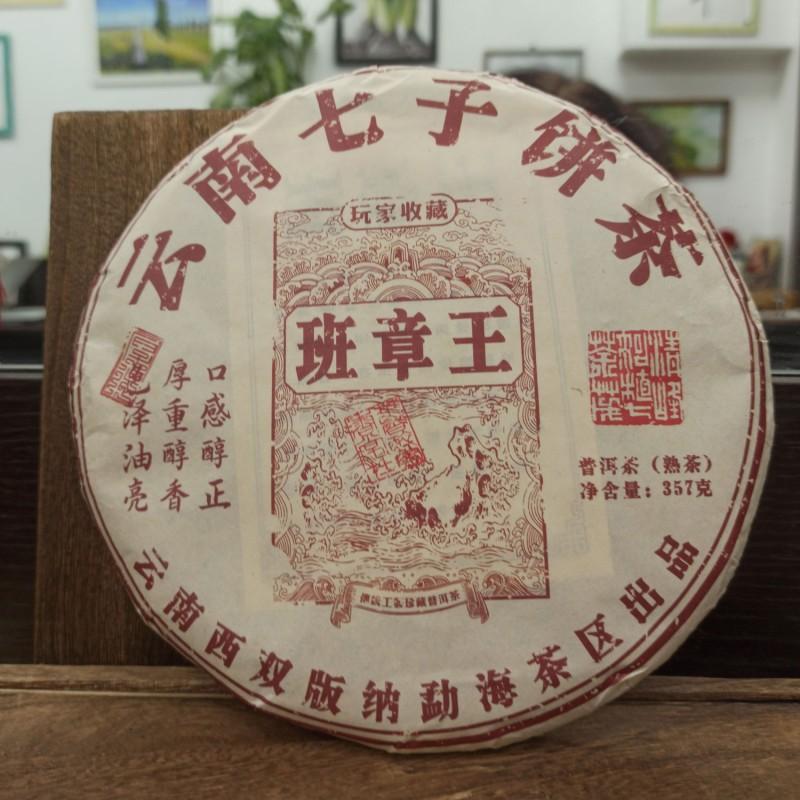 云南七子饼茶
玩家收藏
班章王
口感醇正
厚重醇香
泽油亮
普洱茶（熟茶）
净含量：357克
云南西双版纳勐海茶区出品